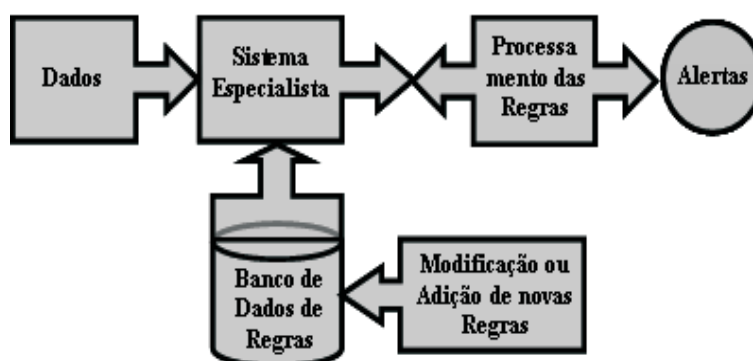 Dados
Sistema
Especialista
Processa
mento das
Regras
Alertas
Banco de
Dados de
Regras
Modificação ou
Adição de novas
Regras